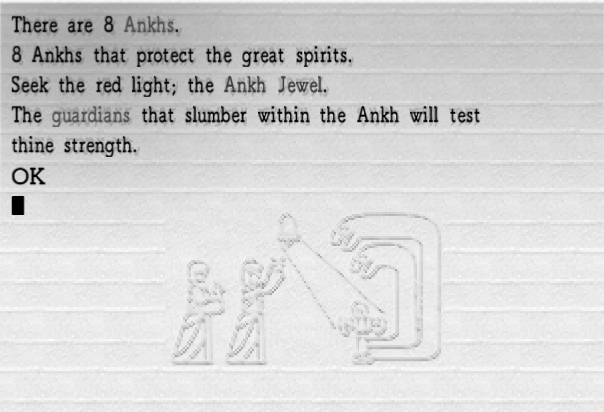 There are 8 Ankhs.
8 Ankhs that protect the great spirits.
Seek the red light; the Ankh Jewel.
The guardians that slumber within the Ankh will test
thine strength.
OK